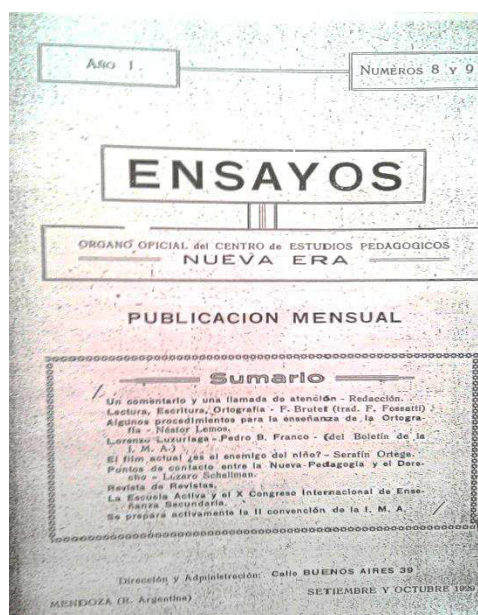 Año 1.
NUMEROS 8 Y 9
ENSAYOS
ORGANO OFICIAL del CENTRO de ESTUDIOS PEDAGOGICOS
NUEVA ERA
PUBLICACION MENSUAL
Sumario
Un comentario y una llamada de atención - Redacción.
Lectura, Escritura, Ortografía - F. Brutet (trad. F. Fossatti)
Algunos procedimientos para la enseñanza de la Ortogra-
fía - Néstor Lemos.
Lorenzo Luzuriaga - Pedro B. Franco - (del Boletín de la
I. M. A.)
El film actual ¿es el enemigo del niño? - Serafín Ortega.
Puntos de contacto entre la Nueva Pedagogía y el Dere-
cho - Lázaro Schallman.
Revista de Revistas.
La Escuela Activa y el X Congreso Internacional de Ense-
ñanza Secundaria.
Se prepara activamente la II convención de la I. M. A.
Dirección y Administración: Calle BUENOS AIRES 39
MENDOZA (R. Argentina)
SETIEMBRE Y OCTUBRE 1929